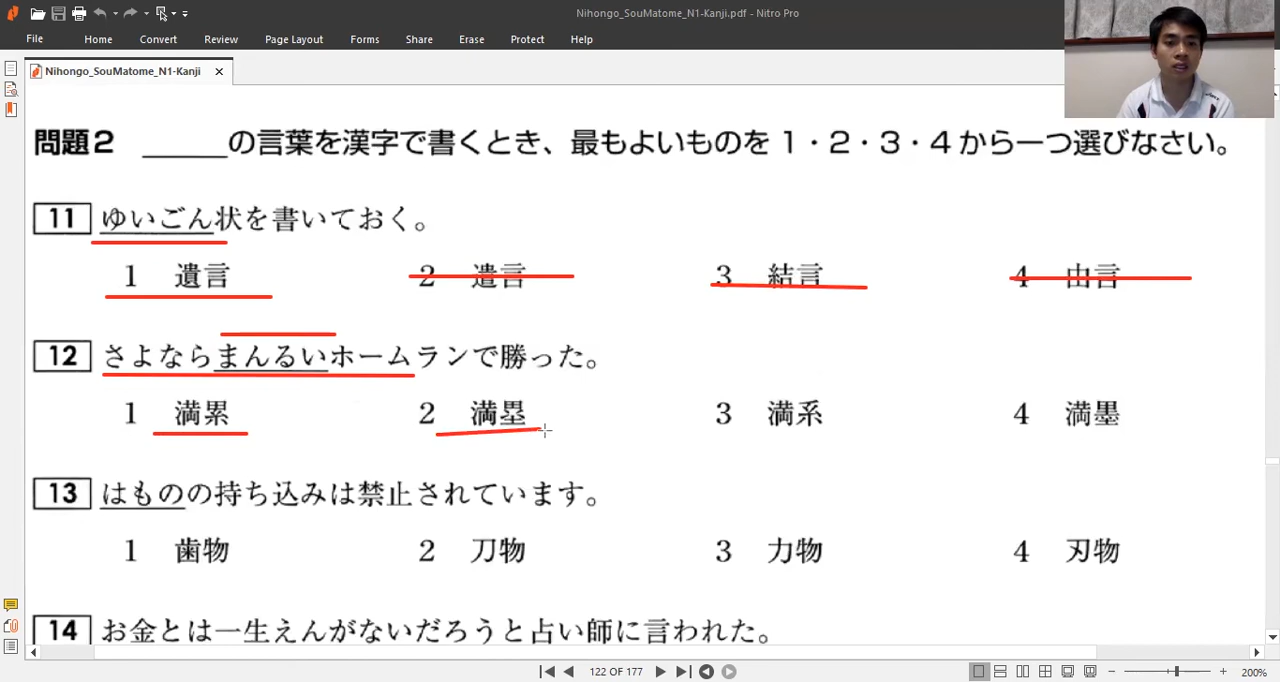 Nihongo_SouMatome_N1-Kanji.pdf - Nitro Pro
File Home Convert Review Page Layout Forms Share Erase Protect Help
Nihongo_SouMatome_N1-Kanji ×
問題2 ______の言葉を漢字で書くとき、最もよいものを1・2・3・4から一つ選びなさい。
11 ゆいごん状を書いておく。
1 遺言 2 遣言 3 結言 4 由言
12 さよならまんるいホームランで勝った。
1 満累 2 満塁 3 満系 4 満墨
13 はものの持ち込みは禁止されています。
1 歯物 2 刀物 3 力物 4 刃物
14 お金とは一生えんがないだろうと占い師に言われた。
122 OF 177
200%